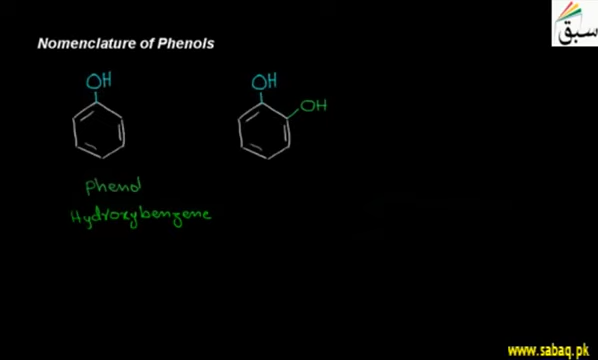 سبق
Nomenclature of Phenols
OH
OH
OH
Phenol
Hydroxybenzene
www.sabaq.pk